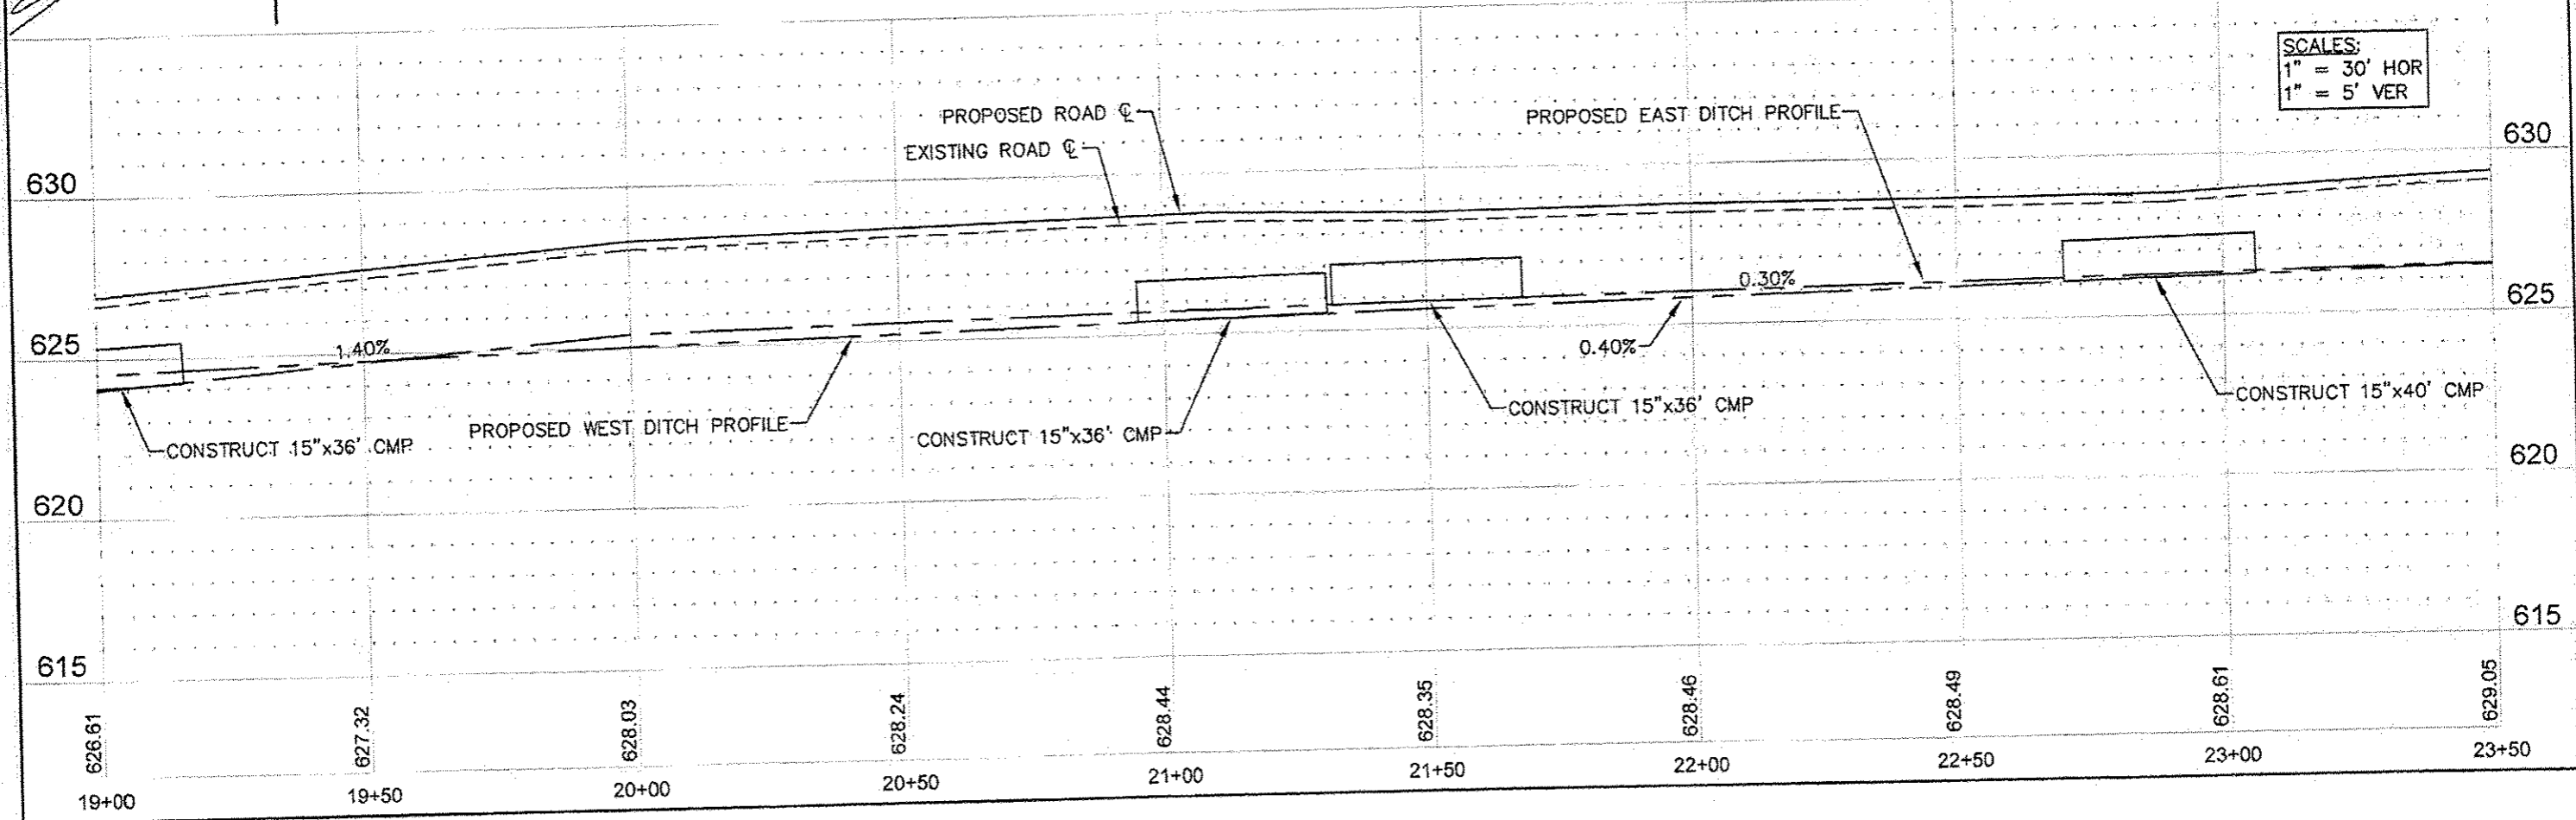 SCALES:
1" = 30' HOR
1" = 5' VER
PROPOSED ROAD ℄
EXISTING ROAD ℄
PROPOSED EAST DITCH PROFILE
630
630
625
625
1.40%
0.30%
0.40%
CONSTRUCT 15"x36' CMP
PROPOSED WEST DITCH PROFILE
CONSTRUCT 15"x36' CMP
CONSTRUCT 15"x36' CMP
CONSTRUCT 15"x40' CMP
620
620
615
615
626.61
627.32
628.03
628.24
628.44
628.35
628.46
628.49
628.61
629.05
19+00
19+50
20+00
20+50
21+00
21+50
22+00
22+50
23+00
23+50